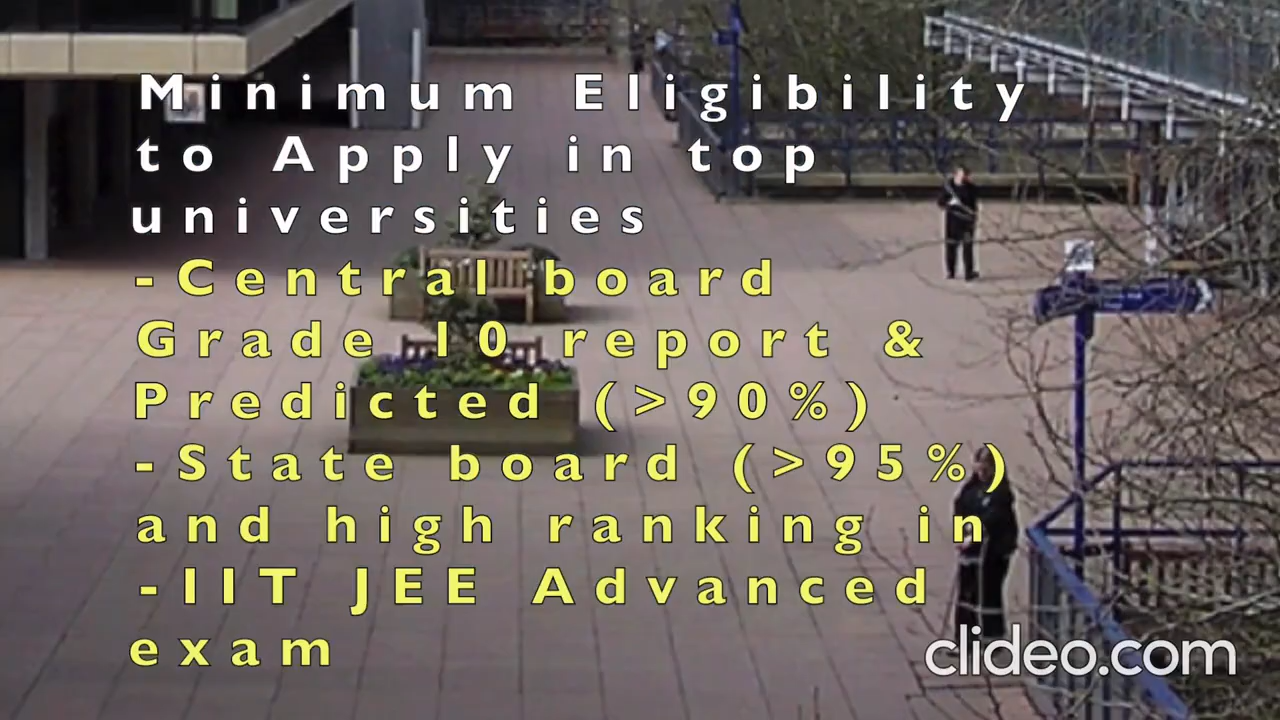 Minimum Eligibility
to Apply in top
universities
-Central board
Grade 10 report &
Predicted (>90%)
-State board (>95%)
and high ranking in
-IIT JEE Advanced
exam
clideo.com